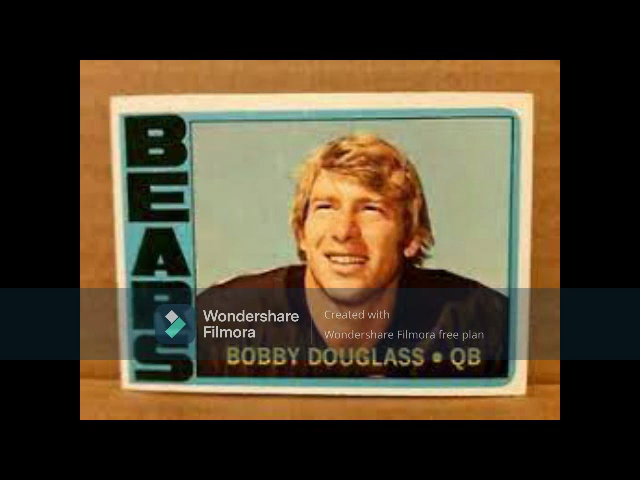 BEARS
Wondershare
Filmora
Created with
Wondershare Filmora free plan
BOBBY DOUGLASS • QB